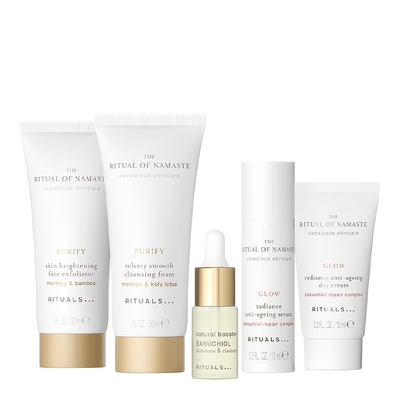 THE
RITUAL OF NAMASTE
conscious skincare
PURIFY
skin brightening
face exfoliator
moringa & bamboo
RITUALS...
THE
RITUAL OF NAMASTE
conscious skincare
PURIFY
velvety smooth
cleansing foam
moringa & holy lotus
RITUALS...
natural booster
BAKUCHIOL
skin tone &
RITUALS...
THE
RITUAL OF NAMASTE
conscious skincare
GLOW
radiance
anti-ageing serum
bakuchiol repair complex
RITUALS...
THE
RITUAL OF NAMASTE
conscious skincare
GLOW
radiance anti-ageing
day cream
bakuchiol repair complex
RITUALS...